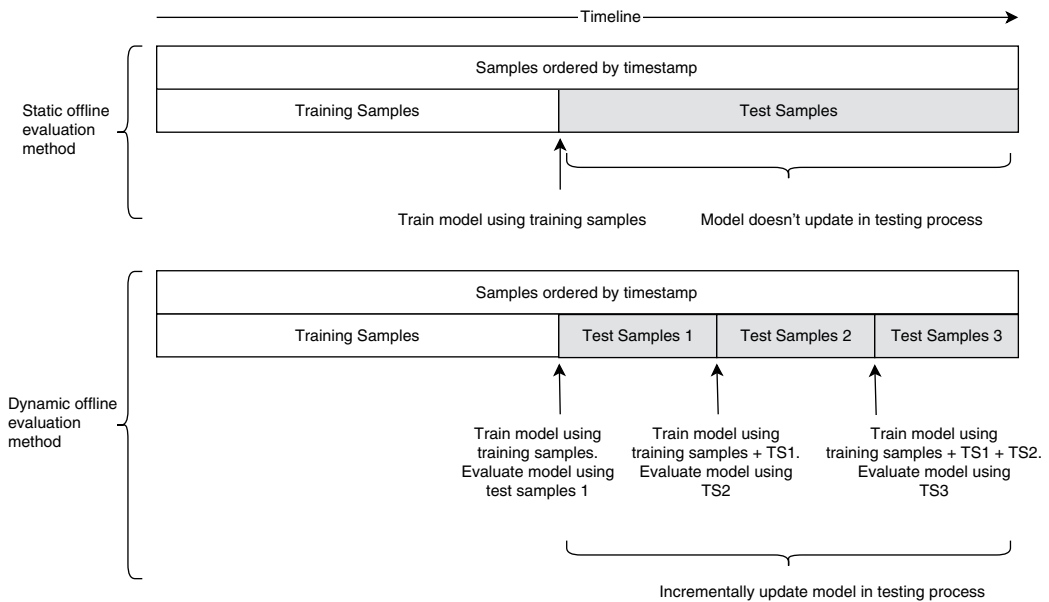 Timeline
Samples ordered by timestamp
Training Samples
Test Samples
Static offline
evaluation
method
Train model using training samples
Model doesn't update in testing process
Samples ordered by timestamp
Training Samples
Test Samples 1
Test Samples 2
Test Samples 3
Dynamic offline
evaluation
method
Train model using
training samples.
Evaluate model using
test samples 1
Train model using
training samples + TS1.
Evaluate model using
TS2
Train model using
training samples + TS1 + TS2.
Evaluate model using
TS3
Incrementally update model in testing process